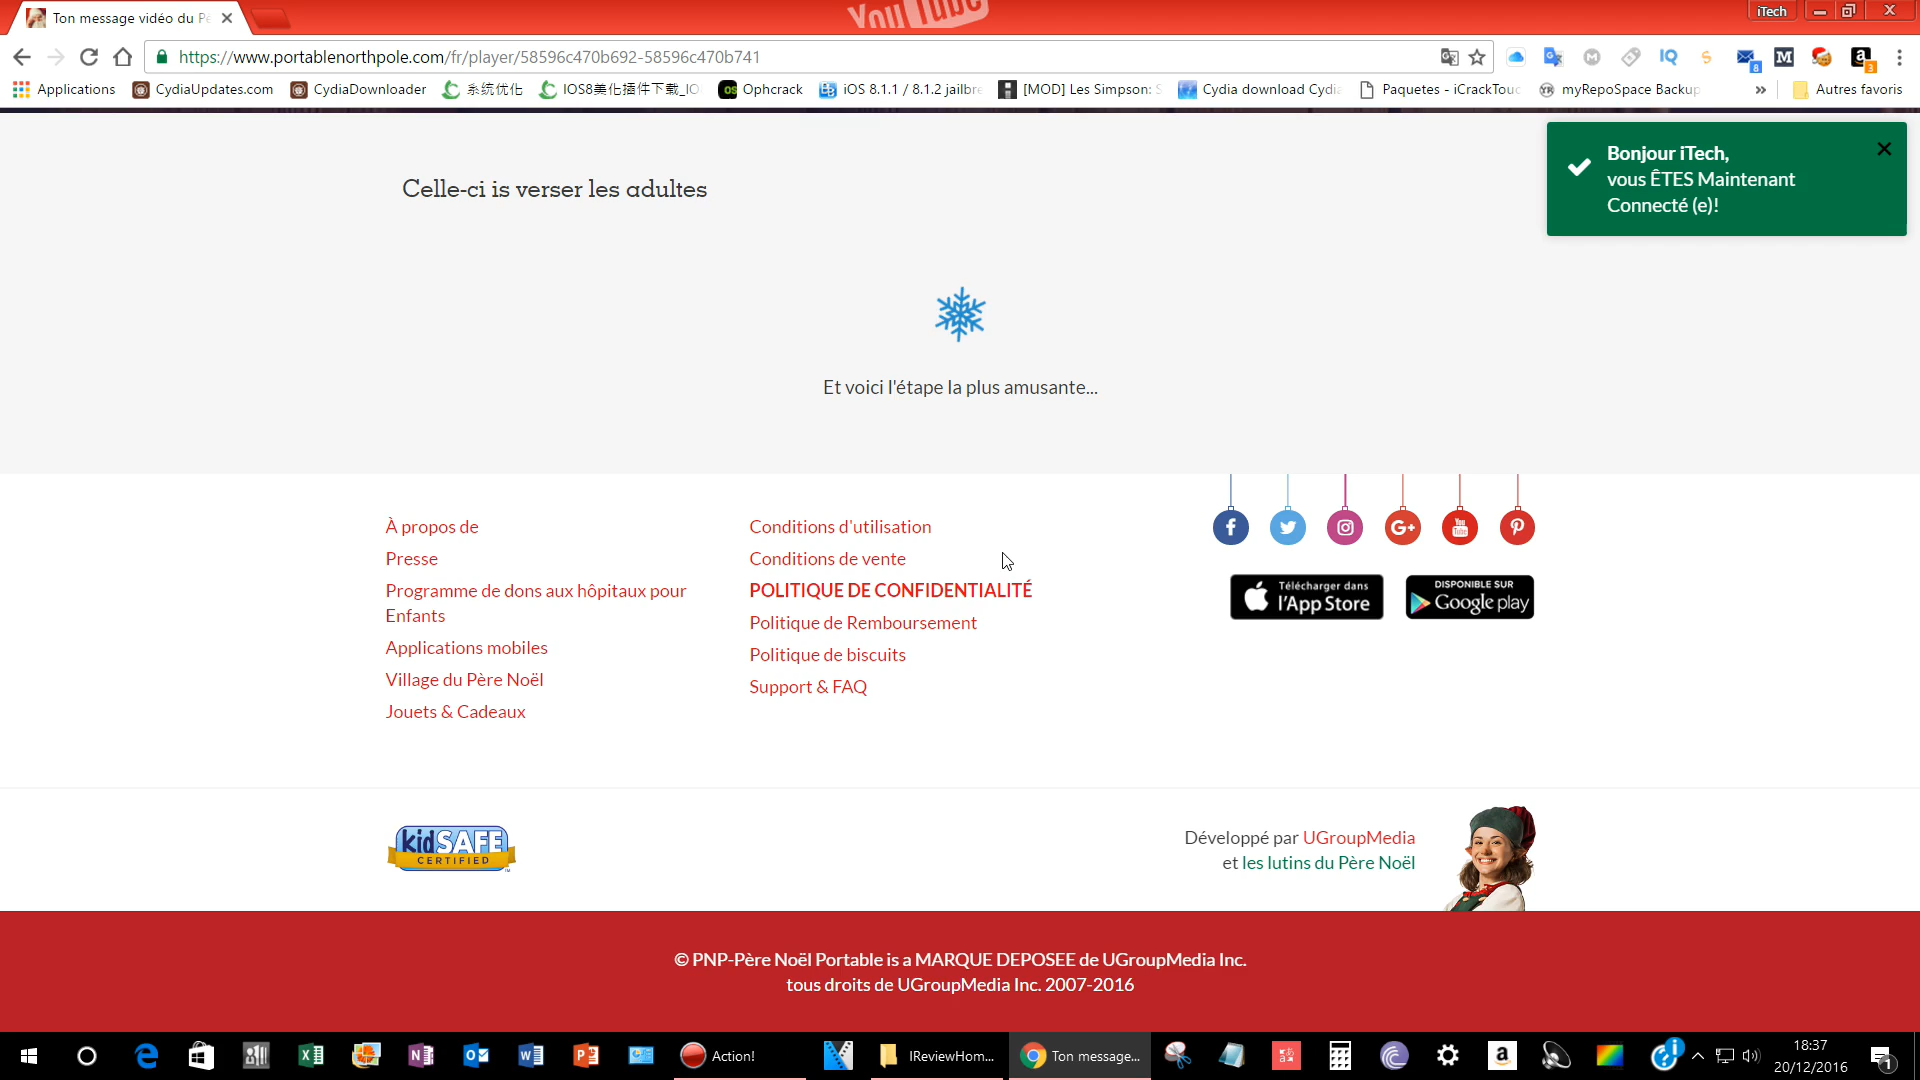 Ton message vidéo du Pè
You Tube
iTech
https://www.portablenorthpole.com/fr/player/58596c470b692-58596c470b741
Applications
CydiaUpdates.com
CydiaDownloader
系统优化
IOS8美化插件下载_IO
Ophcrack
iOS 8.1.1 / 8.1.2 jailbre
[MOD] Les Simpson: S
Cydia download Cydi
Paquetes - iCrackTouc
myRepoSpace Backup
»
Autres favoris
Bonjour iTech,
vous ÊTES Maintenant
Connecté (e)!
Celle-ci is verser les adultes
Et voici l'étape la plus amusante...
À propos de
Presse
Programme de dons aux hôpitaux pour
Enfants
Applications mobiles
Village du Père Noël
Jouets & Cadeaux
Conditions d'utilisation
Conditions de vente
POLITIQUE DE CONFIDENTIALITÉ
Politique de Remboursement
Politique de biscuits
Support & FAQ
Télécharger dans
l'App Store
DISPONIBLE SUR
Google play
kidSAFE
CERTIFIED
Développé par UGroupMedia
et les lutins du Père Noël
© PNP-Père Noël Portable is a MARQUE DEPOSEE de UGroupMedia Inc.
tous droits de UGroupMedia Inc. 2007-2016
Action!
IReviewHom...
Ton message...
18:37
20/12/2016
1